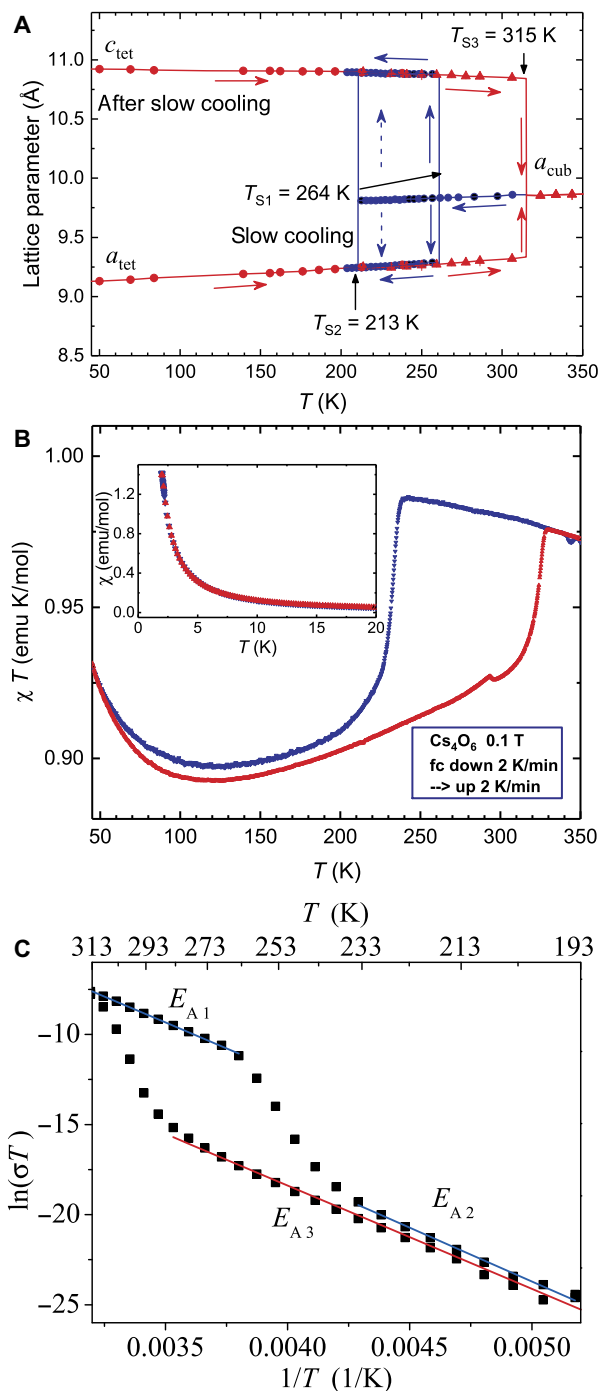 A
c_tet
After slow cooling
T_S3 = 315 K
a_cub
T_S1 = 264 K
Slow cooling
a_tet
T_S2 = 213 K
11.0
10.5
10.0
9.5
9.0
8.5
Lattice parameter (Å)
50 100 150 200 250 300 350
T (K)
B
1.00
0.95
0.90
χ T (emu K/mol)
1.2
0.8
0.4
0.0
χ (emu/mol)
0 5 10 15 20
T (K)
Cs4O6 0.1 T
fc down 2 K/min
--> up 2 K/min
50 100 150 200 250 300 350
T (K)
T (K)
C
313 293 273 253 233 213 193
E_A 1
E_A 2
E_A 3
−10
−15
−20
−25
ln(σT)
0.0035 0.0040 0.0045 0.0050
1/T (1/K)